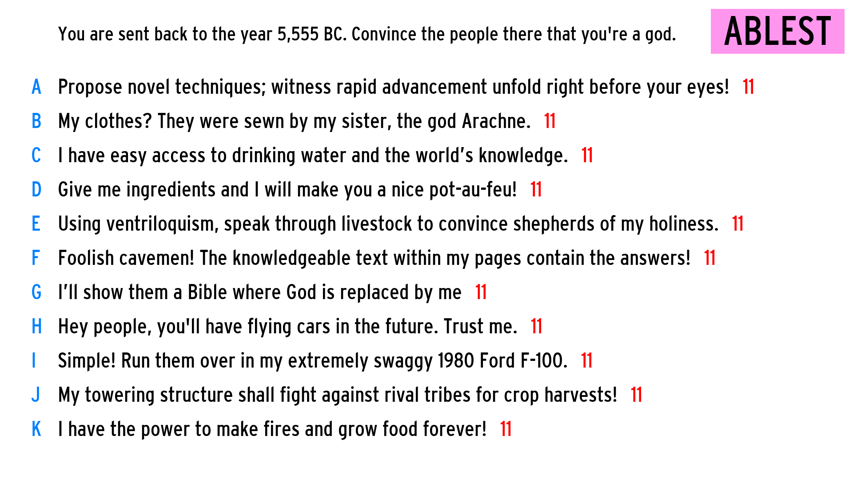 You are sent back to the year 5,555 BC. Convince the people there that you're a god.
ABLEST
A Propose novel techniques; witness rapid advancement unfold right before your eyes! 11
B My clothes? They were sewn by my sister, the god Arachne. 11
C I have easy access to drinking water and the world’s knowledge. 11
D Give me ingredients and I will make you a nice pot-au-feu! 11
E Using ventriloquism, speak through livestock to convince shepherds of my holiness. 11
F Foolish cavemen! The knowledgeable text within my pages contain the answers! 11
G I’ll show them a Bible where God is replaced by me 11
H Hey people, you'll have flying cars in the future. Trust me. 11
I Simple! Run them over in my extremely swaggy 1980 Ford F-100. 11
J My towering structure shall fight against rival tribes for crop harvests! 11
K I have the power to make fires and grow food forever! 11